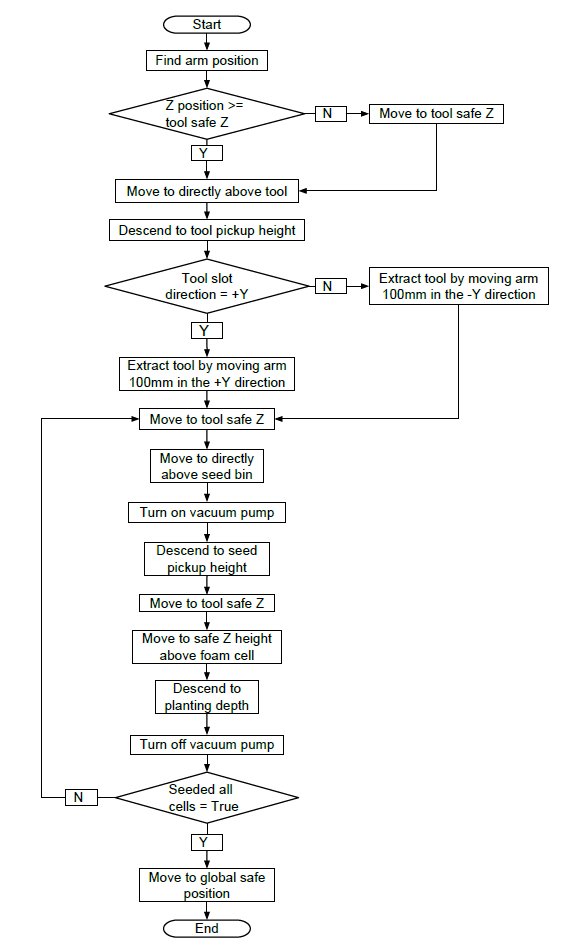 Start
Find arm position
Z position >=
tool safe Z
N
Move to tool safe Z
Y
Move to directly above tool
Descend to tool pickup height
Tool slot
direction = +Y
N
Extract tool by moving arm
100mm in the -Y direction
Y
Extract tool by moving arm
100mm in the +Y direction
Move to tool safe Z
Move to directly
above seed bin
Turn on vacuum pump
Descend to seed
pickup height
Move to tool safe Z
Move to safe Z height
above foam cell
Descend to
planting depth
Turn off vacuum pump
Seeded all
cells = True
N
Y
Move to global safe
position
End